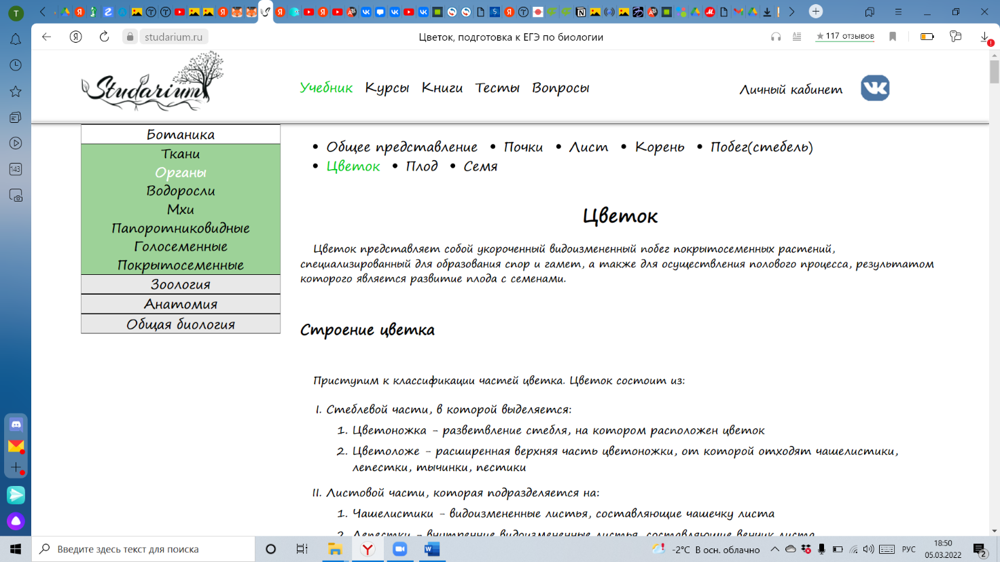 T
studarium.ru
Цветок, подготовка к ЕГЭ по биологии
★ 117 отзывов
Studarium
Учебник Курсы Книги Тесты Вопросы
Личный кабинет
Ботаника
Ткани
Органы
Водоросли
Мхи
Папоротниковидные
Голосеменные
Покрытосеменные
Зоология
Анатомия
Общая биология
143
• Общее представление • Почки • Лист • Корень • Побег(стебель)
• Цветок • Плод • Семя
Цветок
Цветок представляет собой укороченный видоизмененный побег покрытосеменных растений,
специализированный для образования спор и гамет, а также для осуществления полового процесса, результатом
которого является развитие плода с семенами.
Строение цветка
Приступим к классификации частей цветка. Цветок состоит из:
I. Стеблевой части, в которой выделяется:
1. Цветоножка - разветвление стебля, на котором расположен цветок
2. Цветоложе - расширенная верхняя часть цветоножки, от которой отходят чашелистики,
лепестки, тычинки, пестики
II. Листовой части, которая подразделяется на:
1. Чашелистики - видоизмененные листья, составляющие чашечку листа
2. Лепестки - внутренние видоизмененные листья, составляющие венчик листа
Введите здесь текст для поиска
-2°C В осн. облачно
РУС
18:50
05.03.2022
2